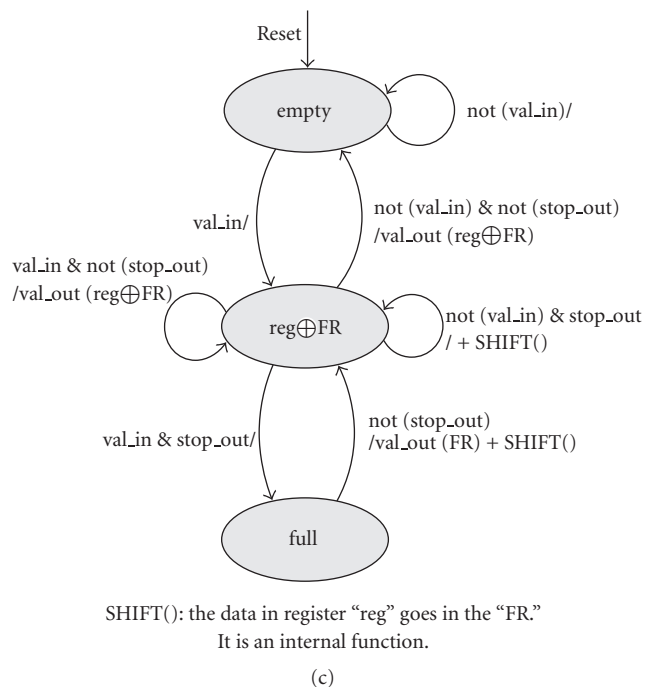 Reset
empty
not (val_in)/
val_in/
not (val_in) & not (stop_out)
/val_out (reg⊕FR)
val_in & not (stop_out)
/val_out (reg⊕FR)
reg⊕FR
not (val_in) & stop_out
/ + SHIFT()
val_in & stop_out/
not (stop_out)
/val_out (FR) + SHIFT()
full
SHIFT(): the data in register “reg” goes in the “FR.”
It is an internal function.
(c)